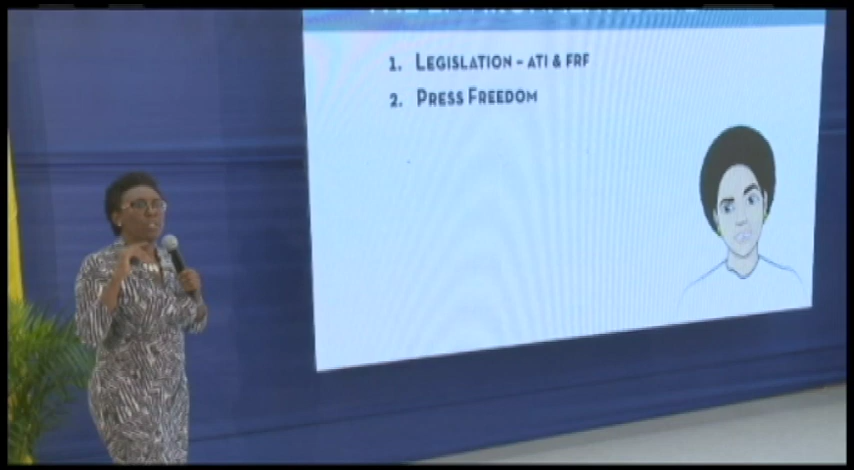 1. LEGISLATION – ATI & FRF
2. PRESS FREEDOM